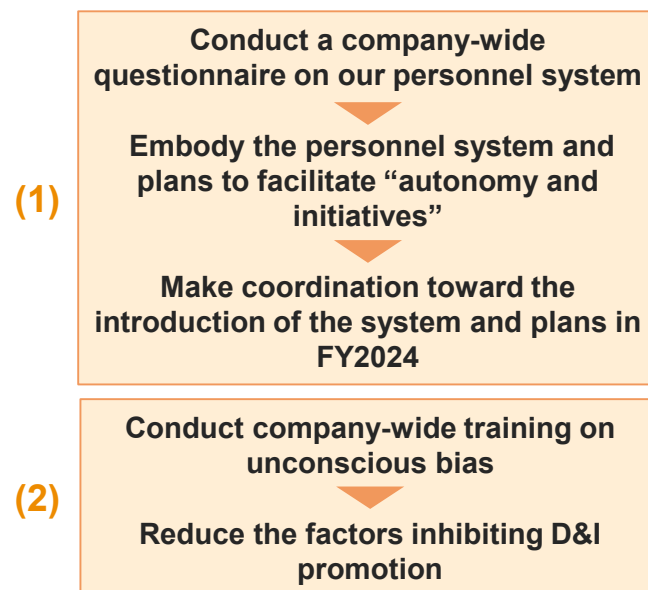 (1)
Conduct a company-wide
questionnaire on our personnel system
Embody the personnel system and
plans to facilitate “autonomy and
initiatives”
Make coordination toward the
introduction of the system and plans in
FY2024
(2)
Conduct company-wide training on
unconscious bias
Reduce the factors inhibiting D&I
promotion